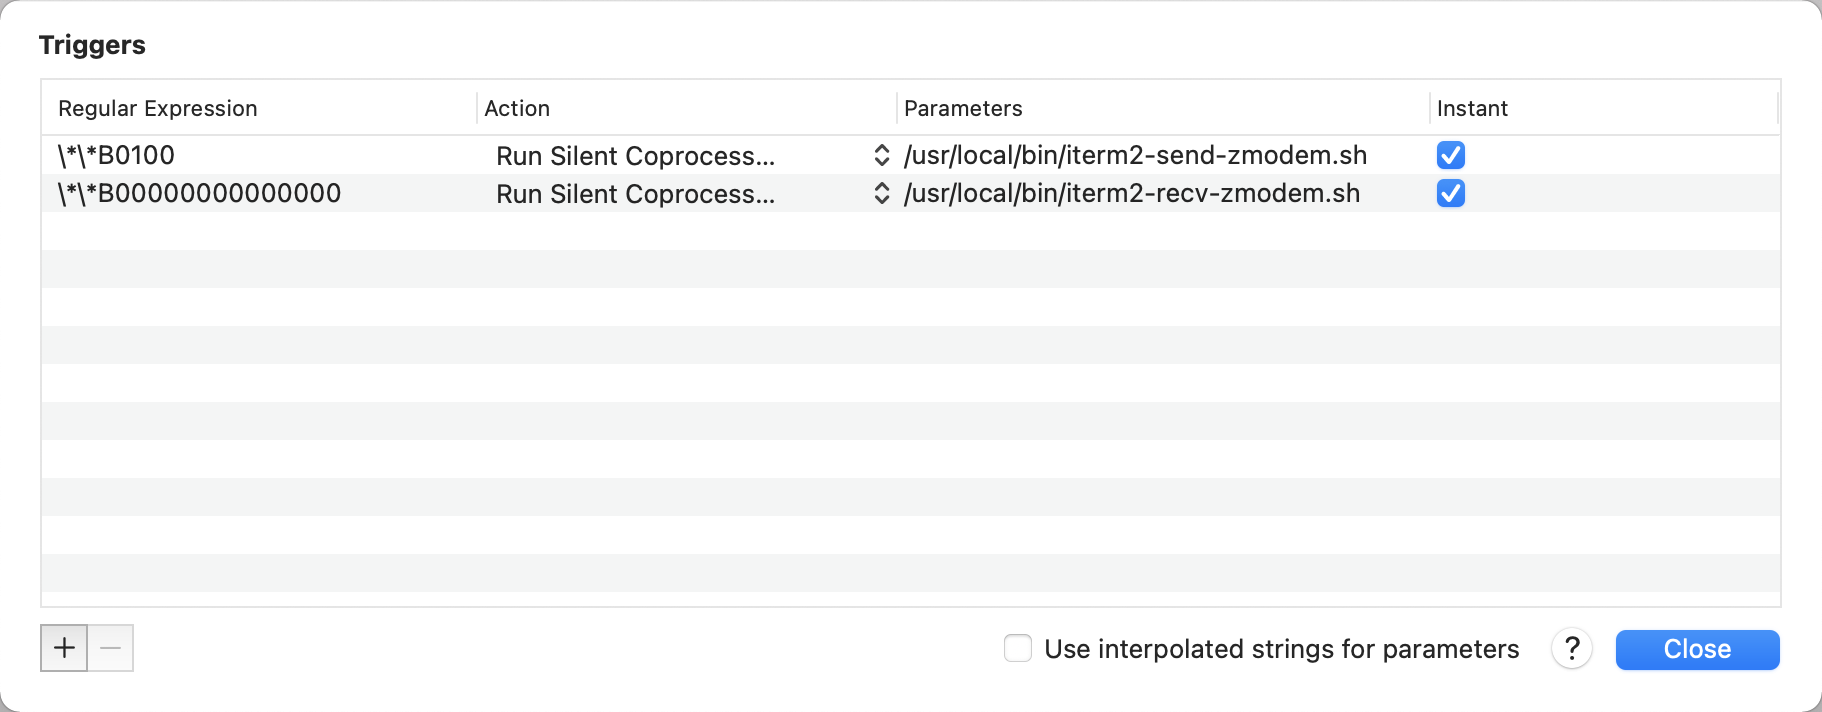 Triggers
Regular Expression Action Parameters Instant
\*\*B0100 Run Silent Coprocess... /usr/local/bin/iterm2-send-zmodem.sh
\*\*B00000000000000 Run Silent Coprocess... /usr/local/bin/iterm2-recv-zmodem.sh
+ − Use interpolated strings for parameters ? Close